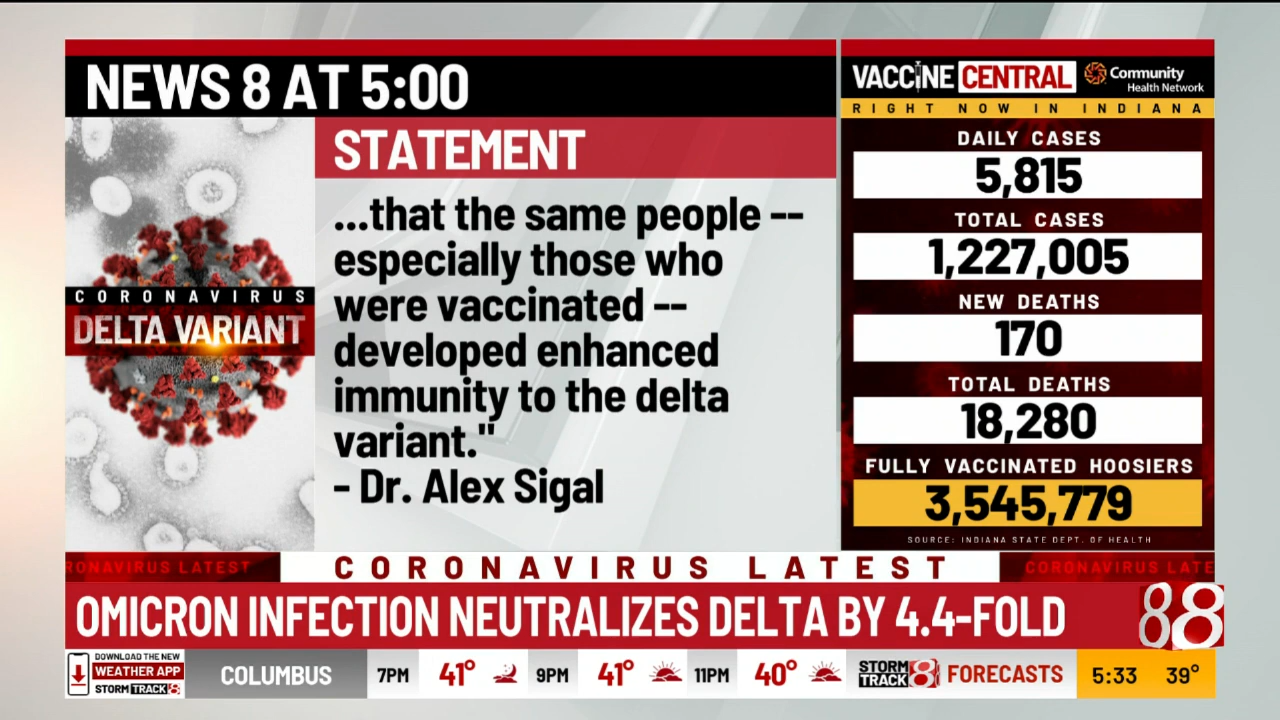 NEWS 8 AT 5:00
STATEMENT
...that the same people --
especially those who
were vaccinated --
developed enhanced
immunity to the delta
variant."
- Dr. Alex Sigal
CORONAVIRUS
DELTA VARIANT
VACCINE CENTRAL
Community
Health Network
RIGHT NOW IN INDIANA
DAILY CASES
5,815
TOTAL CASES
1,227,005
NEW DEATHS
170
TOTAL DEATHS
18,280
FULLY VACCINATED HOOSIERS
3,545,779
SOURCE: INDIANA STATE DEPT. OF HEALTH
RONAVIRUS LATEST
CORONAVIRUS LATEST
CORONAVIRUS LATE
OMICRON INFECTION NEUTRALIZES DELTA BY 4.4-FOLD
88
DOWNLOAD THE NEW
WEATHER APP
STORM TRACK 8
COLUMBUS
7PM 41° 9PM 41° 11PM 40°
STORM TRACK 8 FORECASTS
5:33 39°